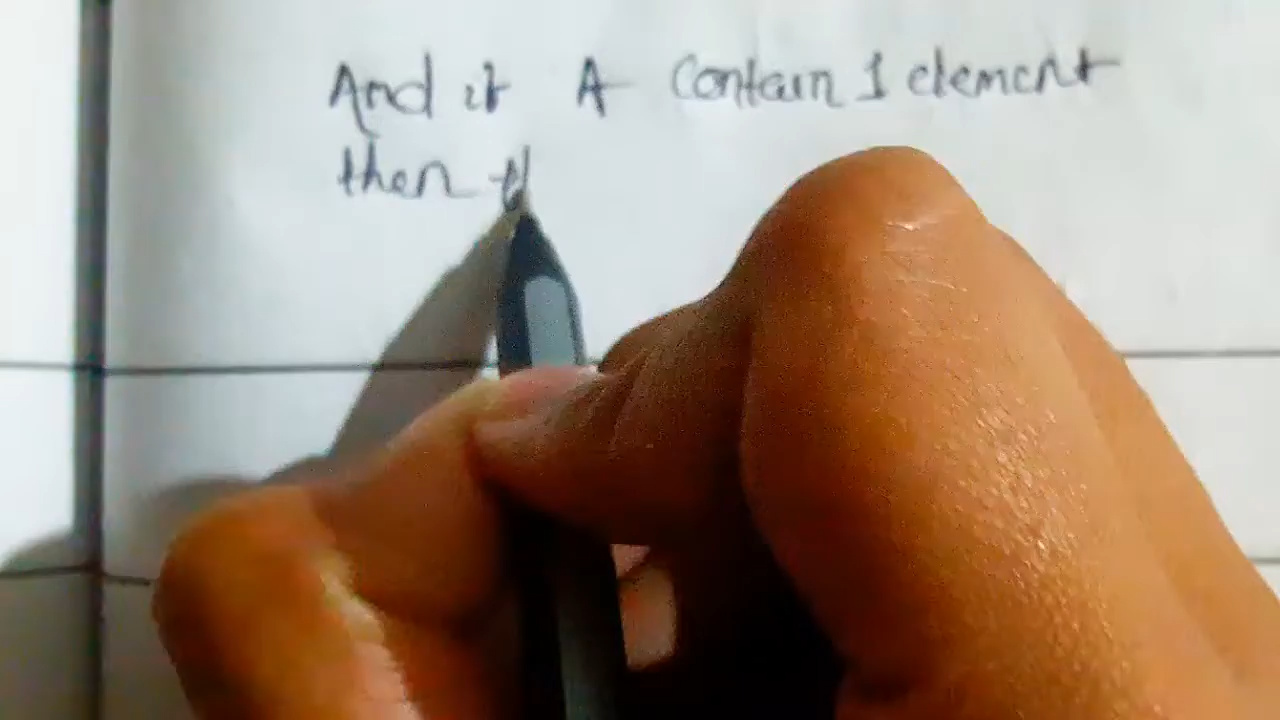 And if A Contain 1 element
then